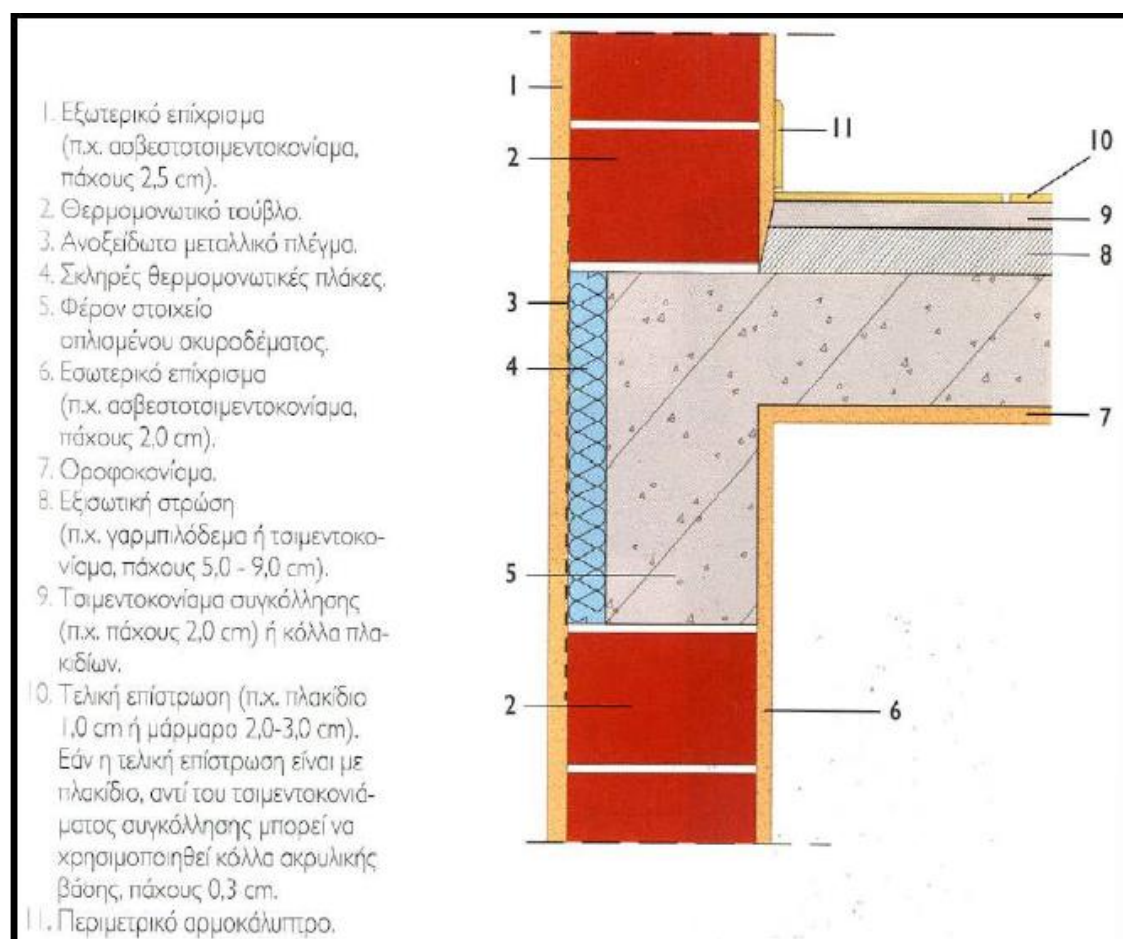 1. Εξωτερικό επίχρισμα
(π.χ. ασβεστοτσιμεντοκονίαμα,
πάχους 2,5 cm).
2. Θερμομονωτικό τούβλο.
3. Ανοξείδωτο μεταλλικό πλέγμα.
4. Σκληρές θερμομονωτικές πλάκες.
5. Φέρον στοιχείο
οπλισμένου σκυροδέματος.
6. Εσωτερικό επίχρισμα
(π.χ. ασβεστοτσιμεντοκονίαμα,
πάχους 2,0 cm).
7. Οροφοκονίαμα.
8. Εξισωτική στρώση
(π.χ. γαρμπιλόδεμα ή τσιμεντοκο-
νίαμα, πάχους 5,0 - 9,0 cm).
9. Τσιμεντοκονίαμα συγκόλλησης
(π.χ. πάχους 2,0 cm) ή κόλλα πλα-
κιδίων.
10. Τελική επίστρωση (π.χ. πλακίδιο
1,0 cm ή μάρμαρο 2,0-3,0 cm).
Εάν η τελική επίστρωση είναι με
πλακίδιο, αντί του τσιμεντοκονιά-
ματος συγκόλλησης μπορεί να
χρησιμοποιηθεί κόλλα ακρυλικής
βάσης, πάχους 0,3 cm.
11. Περιμετρικό αρμοκάλυπτρο.
1
11
2
10
9
8
3
4
7
5
2
6